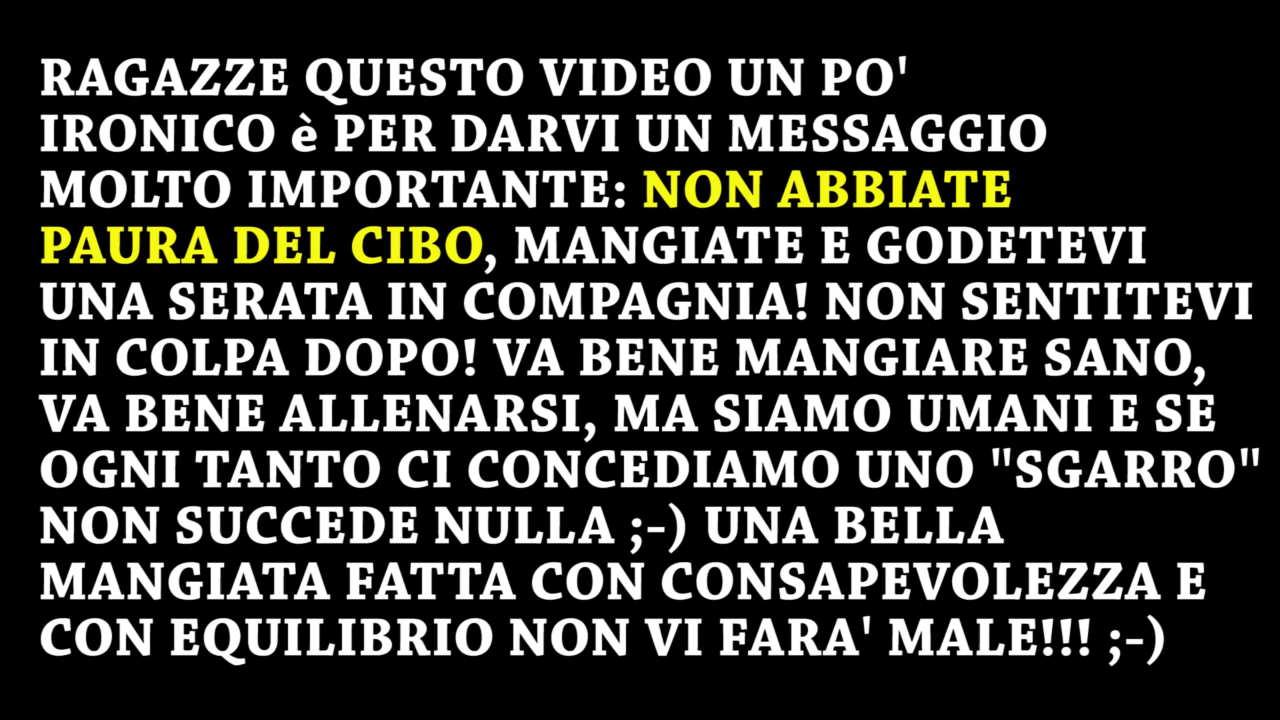 RAGAZZE QUESTO VIDEO UN PO'
IRONICO è PER DARVI UN MESSAGGIO
MOLTO IMPORTANTE: NON ABBIATE
PAURA DEL CIBO, MANGIATE E GODETEVI
UNA SERATA IN COMPAGNIA! NON SENTITEVI
IN COLPA DOPO! VA BENE MANGIARE SANO,
VA BENE ALLENARSI, MA SIAMO UMANI E SE
OGNI TANTO CI CONCEDIAMO UNO "SGARRO"
NON SUCCEDE NULLA ;-) UNA BELLA
MANGIATA FATTA CON CONSAPEVOLEZZA E
CON EQUILIBRIO NON VI FARA' MALE!!! ;-)